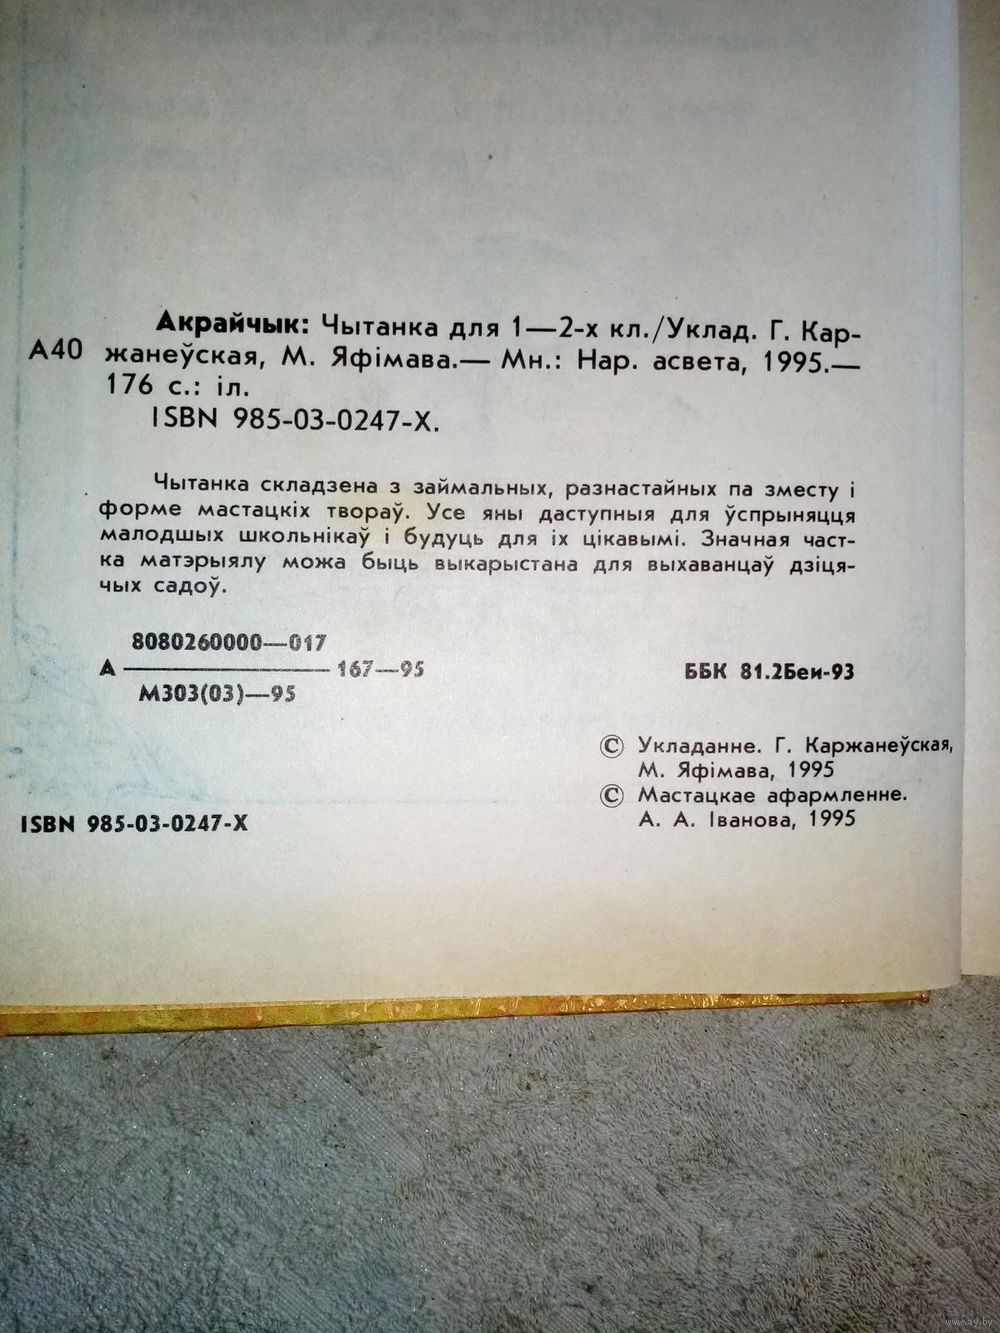 Акрайчык: Чытанка для 1—2-х кл./Уклад. Г. Кар-
А40 жанеўская, М. Яфімава.— Мн.: Нар. асвета, 1995.—
176 с.: іл.
ISBN 985-03-0247-X.
Чытанка складзена з займальных, разнастайных па зместу і
форме мастацкіх твораў. Усе яны даступныя для ўспрыняцця
малодшых школьнікаў і будуць для іх цікавымі. Значная част-
ка матэрыялу можа быць выкарыстана для выхаванцаў дзіця-
чых садоў.
8080260000—017
А ———————— 167—95
М303(03)—95
ББК 81.2Беи-93
© Укладанне. Г. Каржанеўская,
М. Яфімава, 1995
© Мастацкае афармленне.
А. А. Іванова, 1995
ISBN 985-03-0247-X
www.ay.by